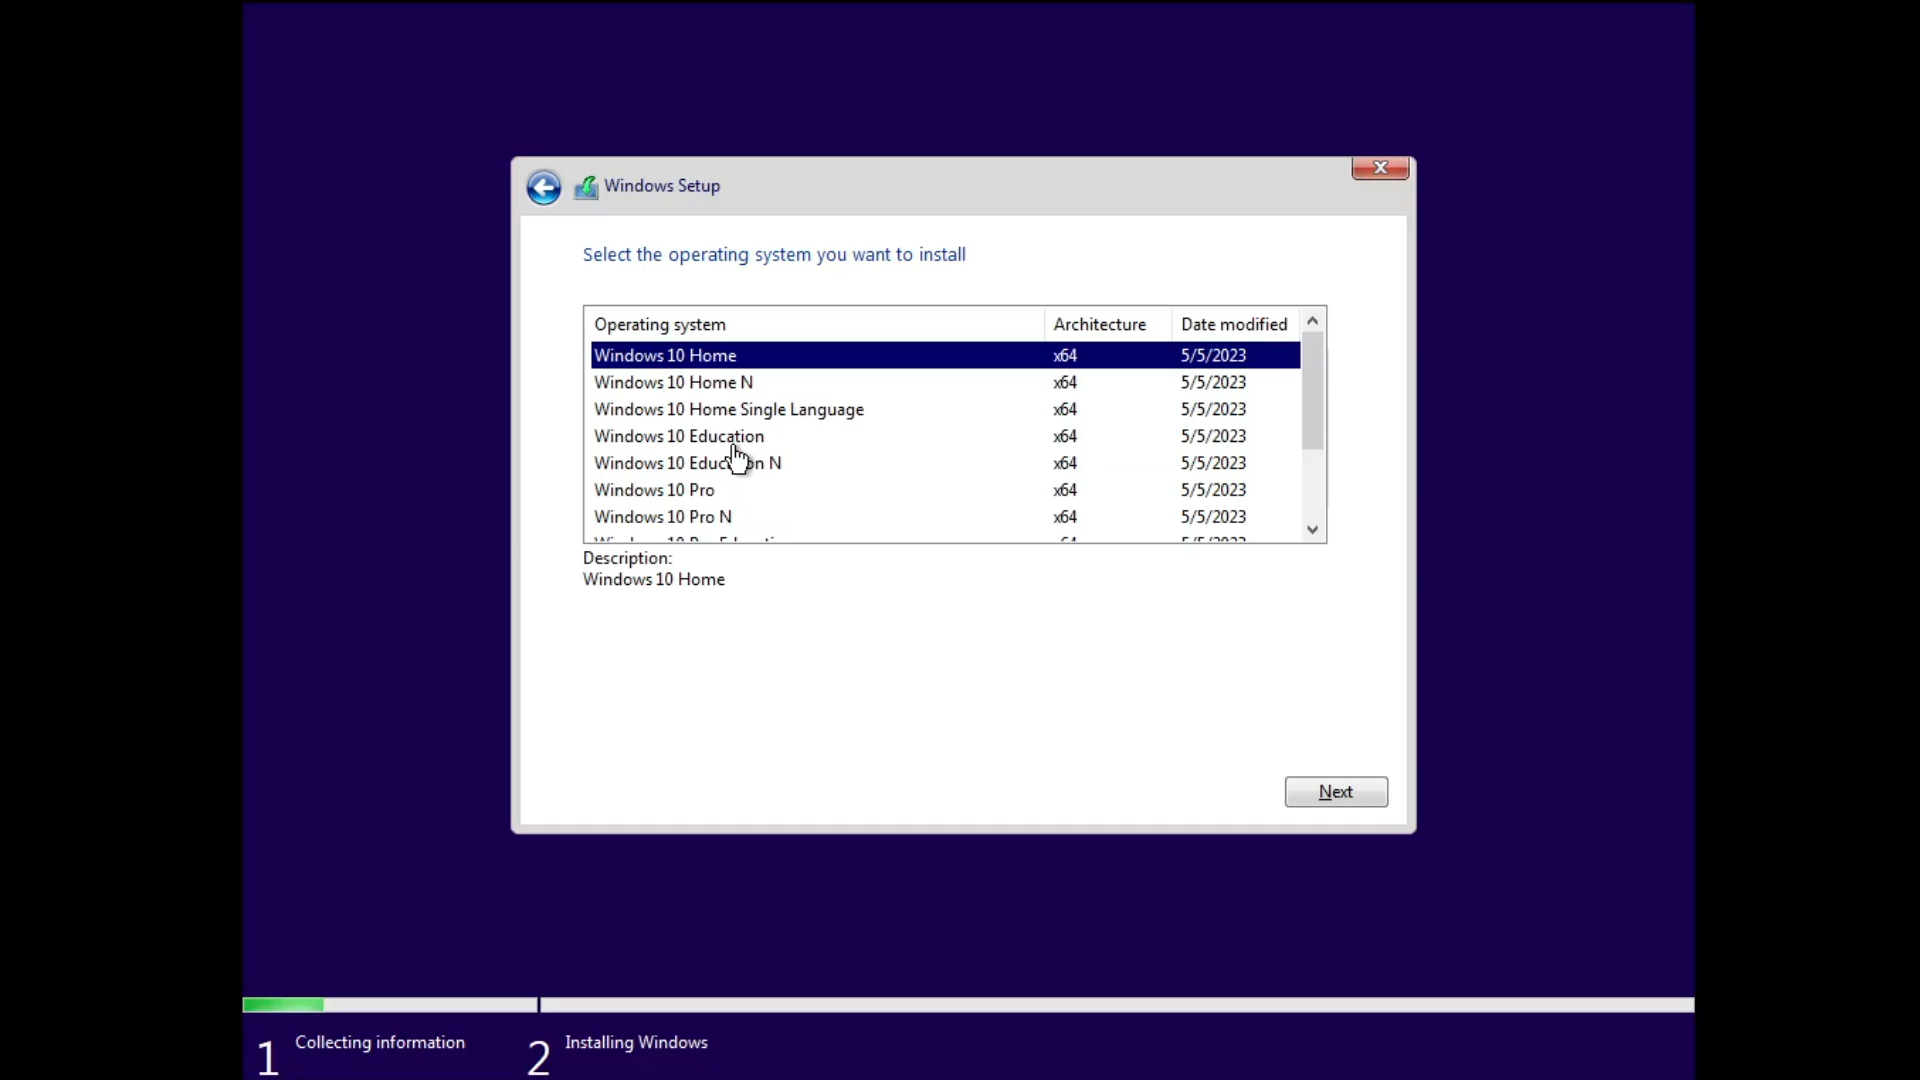 Windows Setup
Select the operating system you want to install
Operating system Architecture Date modified
Windows 10 Home x64 5/5/2023
Windows 10 Home N x64 5/5/2023
Windows 10 Home Single Language x64 5/5/2023
Windows 10 Education x64 5/5/2023
Windows 10 Education N x64 5/5/2023
Windows 10 Pro x64 5/5/2023
Windows 10 Pro N x64 5/5/2023
Description:
Windows 10 Home
Next
1 Collecting information 2 Installing Windows